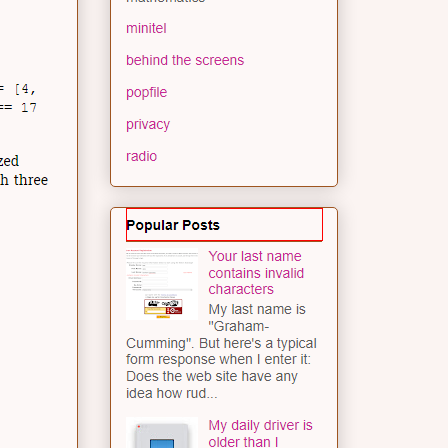 minitel
behind the screens
popfile
privacy
radio
= [4,
== 17
zed
h three
Popular Posts
Your last name
contains invalid
characters
My last name is
"Graham-
Cumming". But here's a typical
form response when I enter it:
Does the web site have any
idea how rud...
My daily driver is
older than I